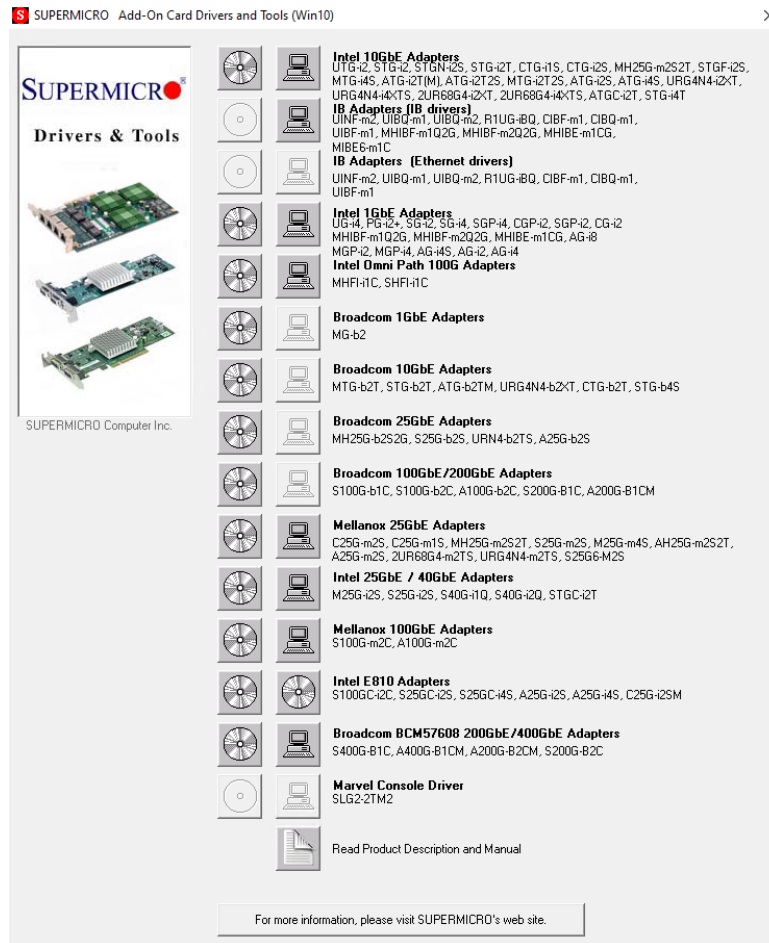 SUPERMICRO   Add-On Card Drivers and Tools (Win10)
SUPERMICR®
Drivers & Tools
SUPERMICRO Computer Inc.
Intel 10GbE Adapters
UTG-i2, STG-i2, STGN-i2S, STG-i2T, CTG-i1S, CTG-i2S, MH25G-m2S2T, STGF-i2S,
MTG-i4S, ATG-i2T(M), ATG-i2T2S, MTG-i2T2S, ATG-i2S, ATG-i4S, URG4N4-i2XT,
URG4N4-i4XTS, 2UR68G4-i2XT, 2UR68G4-i4XTS, ATGC-i2T, STG-i4T
IB Adapters (IB drivers)
UINF-m2, UIBQ-m1, UIBQ-m2, R1UG-iBQ, CIBF-m1, CIBQ-m1,
UIBF-m1, MHIBF-m1Q2G, MHIBF-m2Q2G, MHIBE-m1CG,
MIBE6-m1C
IB Adapters  (Ethernet drivers)
UINF-m2, UIBQ-m1, UIBQ-m2, R1UG-iBQ, CIBF-m1, CIBQ-m1,
UIBF-m1
Intel 1GbE Adapters
UG-i4, PG-i2+, SG-i2, SG-i4, SGP-i4, CGP-i2, SGP-i2, CG-i2
MHIBF-m1Q2G, MHIBF-m2Q2G, MHIBE-m1CG, AG-i8
MGP-i2, MGP-i4, AG-i4S, AG-i2, AG-i4
Intel Omni Path 100G Adapters
MHFI-i1C, SHFI-i1C
Broadcom 1GbE Adapters
MG-b2
Broadcom 10GbE Adapters
MTG-b2T, STG-b2T, ATG-b2TM, URG4N4-b2XT, CTG-b2T, STG-b4S
Broadcom 25GbE Adapters
MH25G-b2S2G, S25G-b2S, URN4-b2TS, A25G-b2S
Broadcom 100GbE/200GbE Adapters
S100G-b1C, S100G-b2C, A100G-b2C, S200G-B1C, A200G-B1CM
Mellanox 25GbE Adapters
C25G-m2S, C25G-m1S, MH25G-m2S2T, S25G-m2S, M25G-m4S, AH25G-m2S2T,
A25G-m2S, 2UR68G4-m2TS, URG4N4-m2TS, S25G6-M2S
Intel 25GbE / 40GbE Adapters
M25G-i2S, S25G-i2S, S40G-i1Q, S40G-i2Q, STGC-i2T
Mellanox 100GbE Adapters
S100G-m2C, A100G-m2C
Intel E810 Adapters
S100GC-i2C, S25GC-i2S, S25GC-i4S, A25G-i2S, A25G-i4S, C25G-i2SM
Broadcom BCM57608 200GbE/400GbE Adapters
S400G-B1C, A400G-B1CM, A200G-B2CM, S200G-B2C
Marvel Console Driver
SLG2-2TM2
Read Product Description and Manual
For more information, please visit SUPERMICRO's web site.